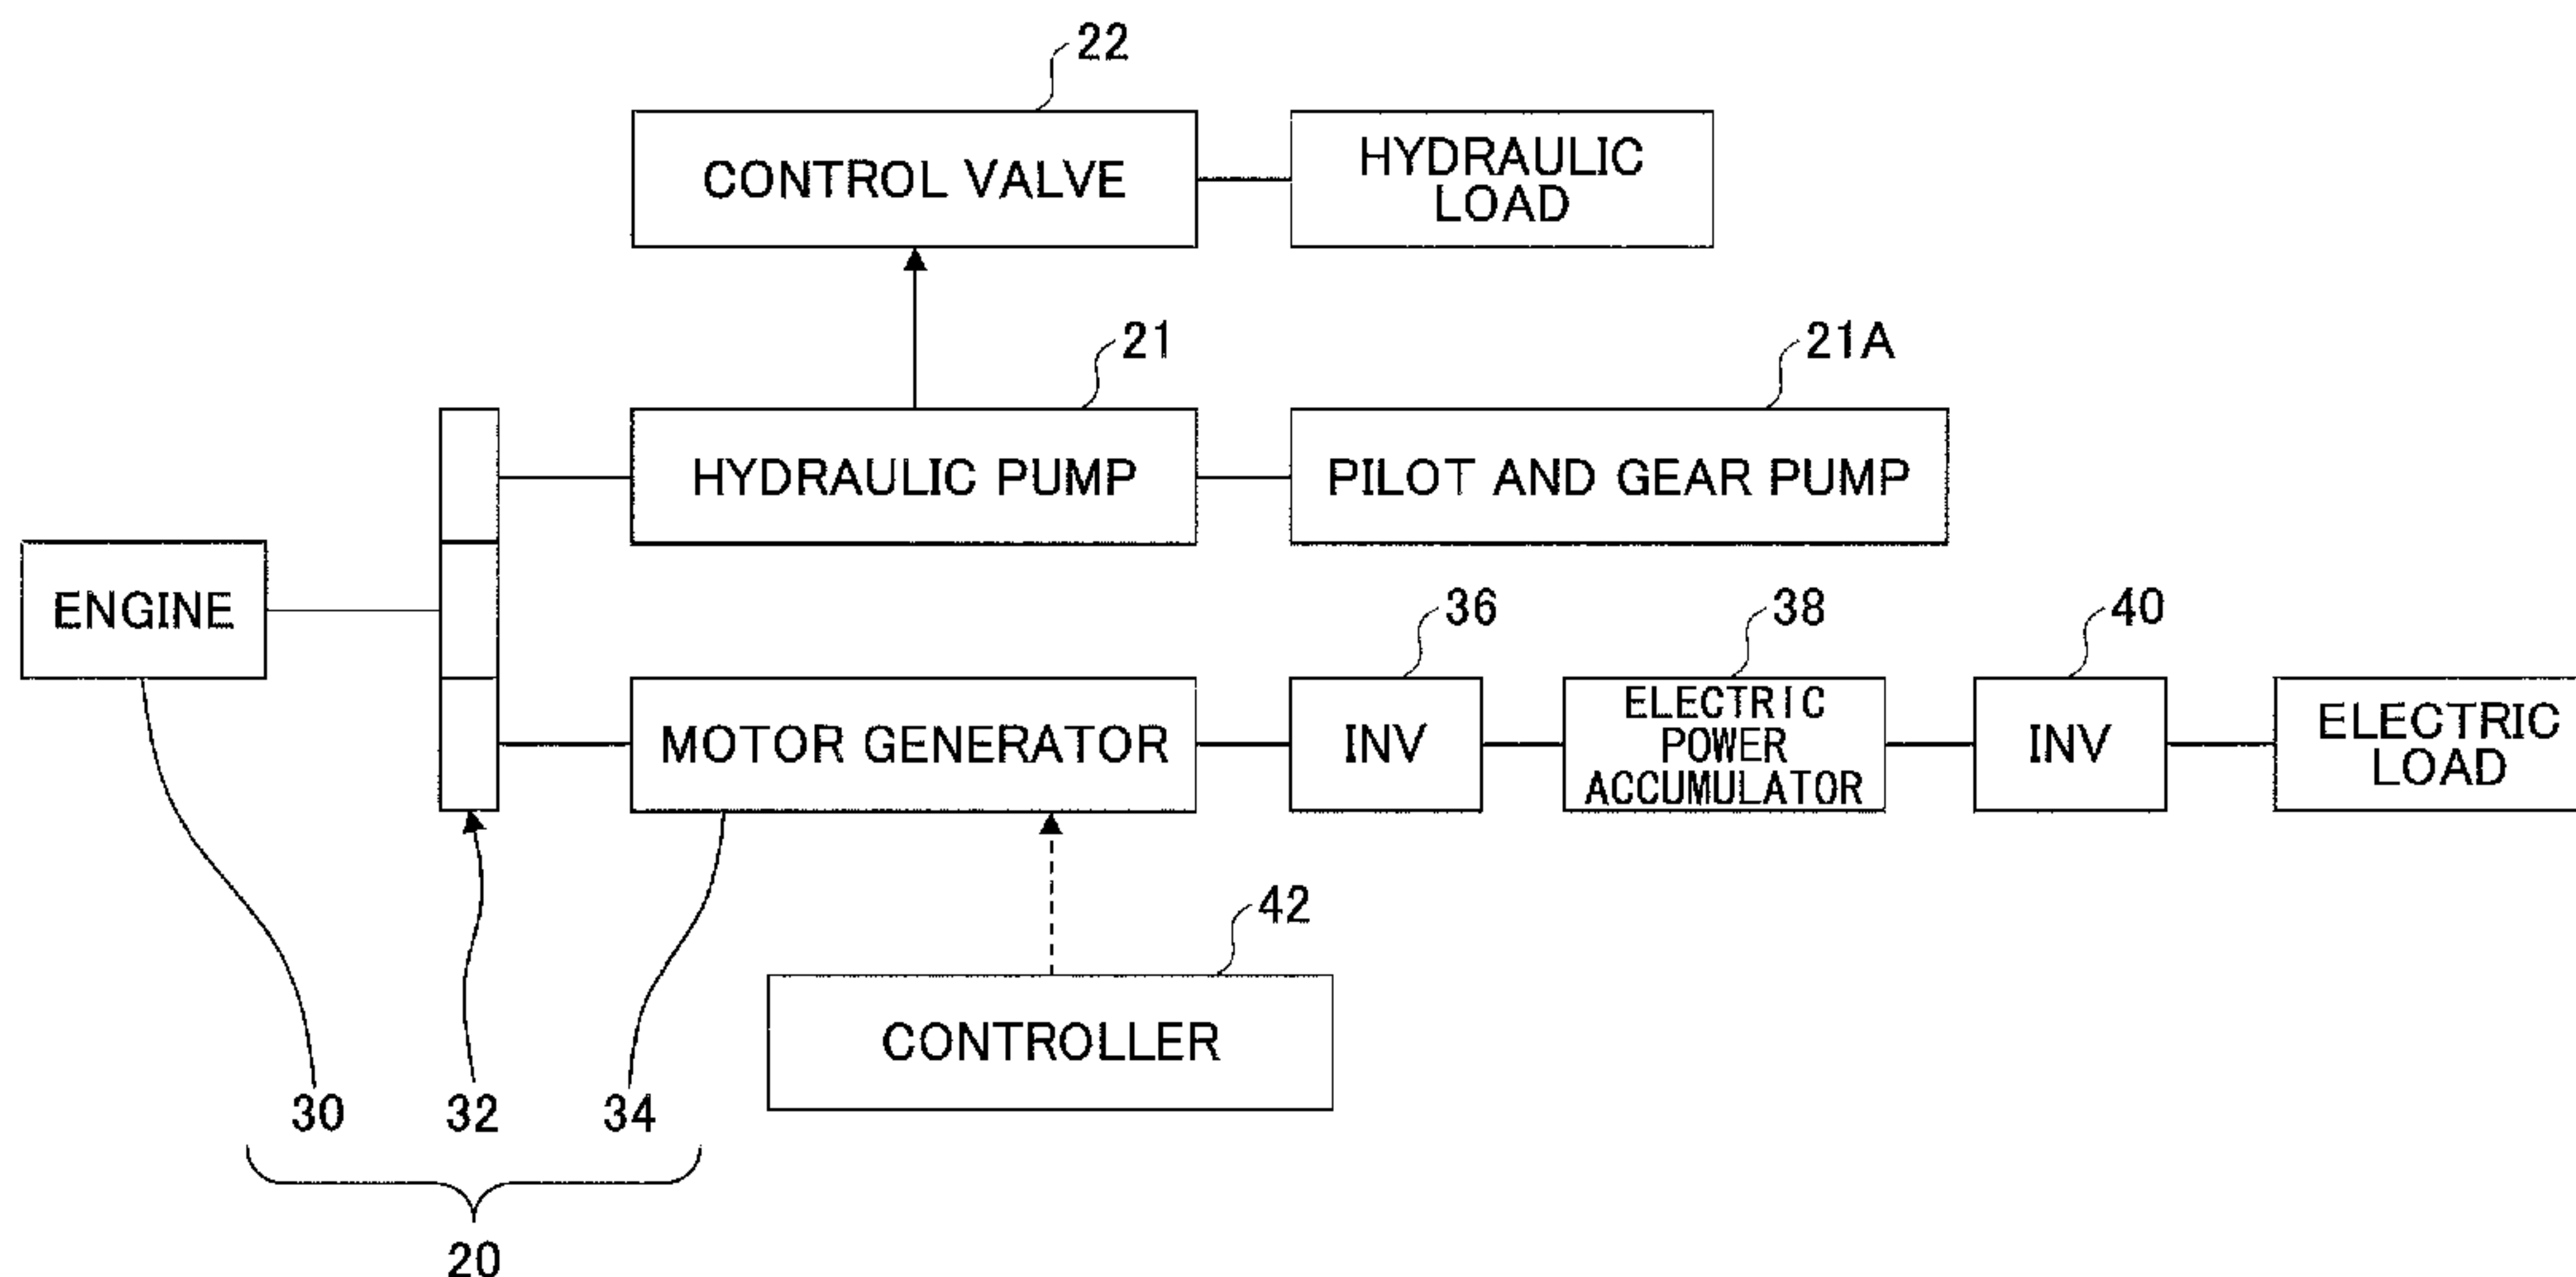 22
CONTROL VALVE
HYDRAULIC
LOAD
21
21A
HYDRAULIC PUMP
PILOT AND GEAR PUMP
ENGINE
36
38
40
MOTOR GENERATOR
INV
ELECTRIC
POWER
ACCUMULATOR
INV
ELECTRIC
LOAD
42
CONTROLLER
30
32
34
20